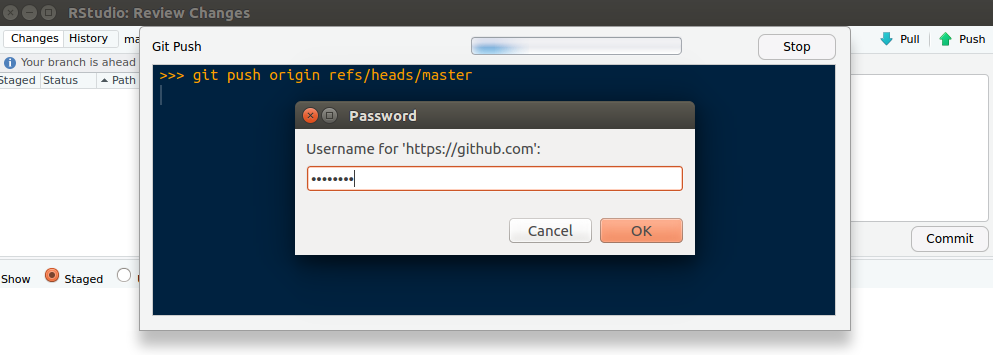 RStudio: Review Changes
Changes History
Git Push
Stop
Pull
Push
Your branch is ahead
Staged Status Path
>>> git push origin refs/heads/master
Password
Username for 'https://github.com':
••••••••
Cancel OK
Commit
Show Staged